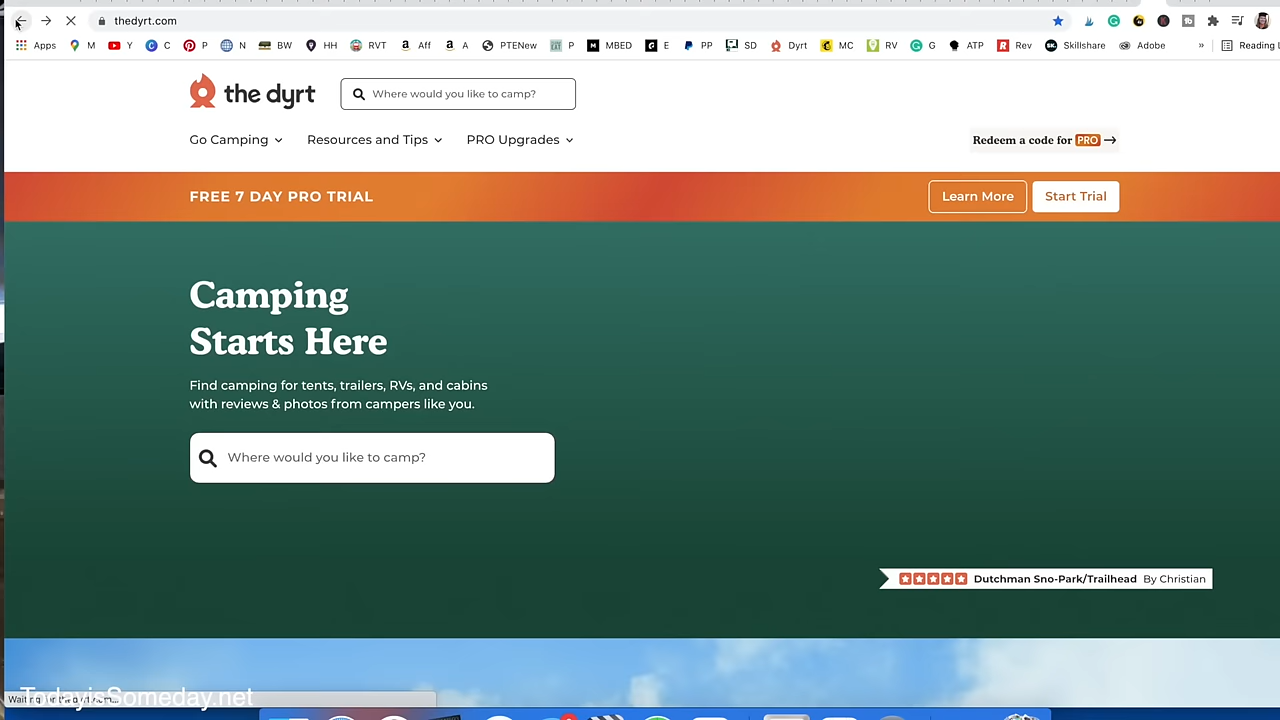 thedyrt.com
Apps M Y C P N BW HH RVT Aff A PTENew P MBED E PP SD Dyrt MC RV G ATP Rev Skillshare Adobe » Reading L
the dyrt
Where would you like to camp?
Go Camping
Resources and Tips
PRO Upgrades
Redeem a code for PRO →
FREE 7 DAY PRO TRIAL
Learn More
Start Trial
Camping
Starts Here
Find camping for tents, trailers, RVs, and cabins
with reviews & photos from campers like you.
Where would you like to camp?
Dutchman Sno-Park/Trailhead By Christian
TodayisSomeday.net